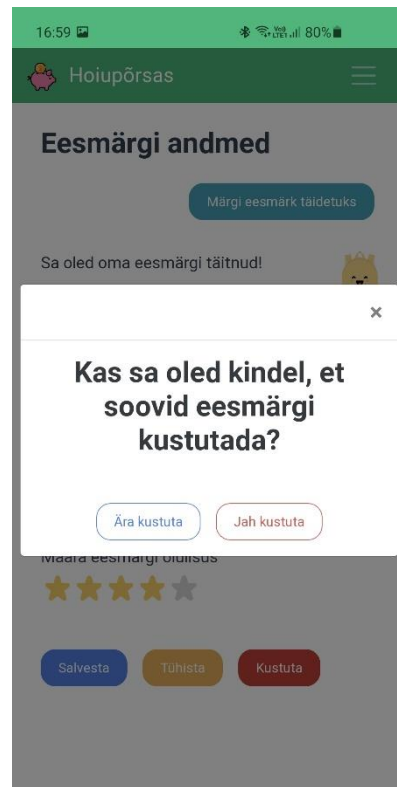 16:59 80%
Hoiupõrsas
Eesmärgi andmed
Märgi eesmärk täidetuks
Sa oled oma eesmärgi täitnud!
×
Kas sa oled kindel, et
soovid eesmärgi
kustutada?
Ära kustuta Jah kustuta
Määra eesmärgi olulisus
Salvesta Tühista Kustuta